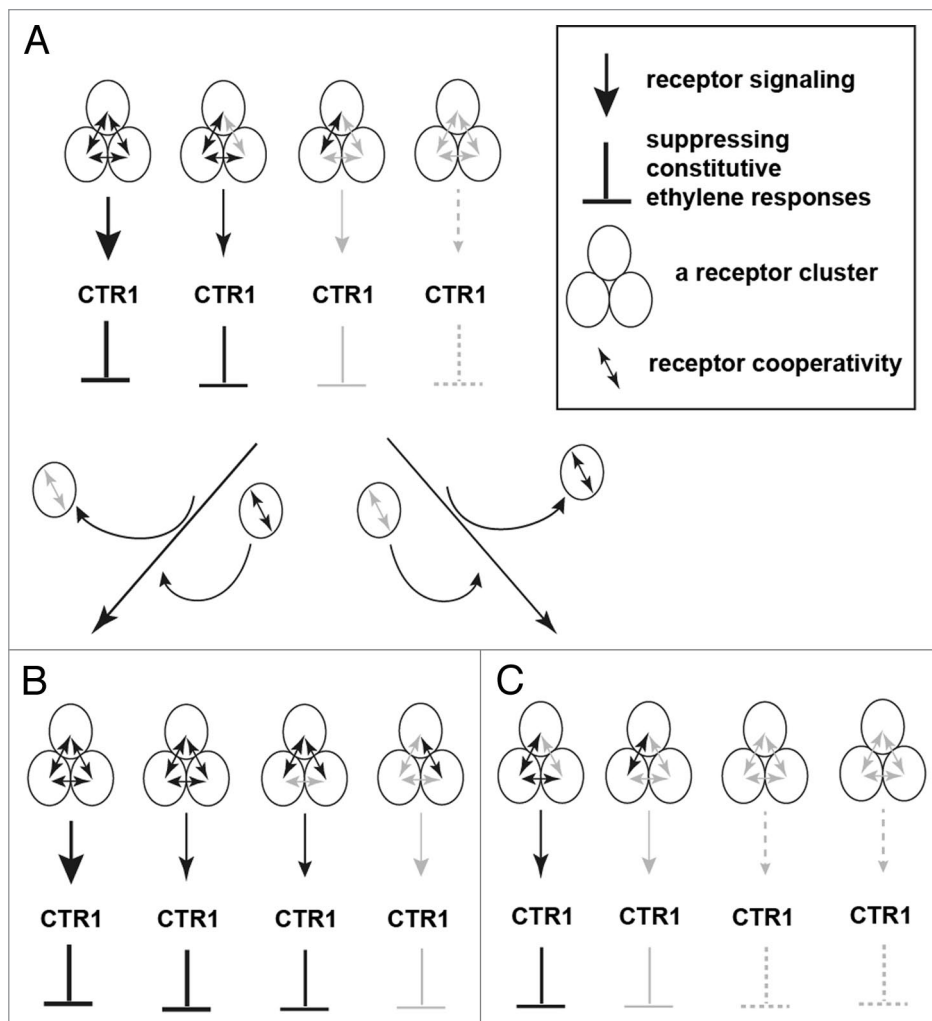 A
receptor signaling
suppressing
constitutive
ethylene responses
a receptor cluster
receptor cooperativity
CTR1 CTR1 CTR1 CTR1
B
CTR1 CTR1 CTR1 CTR1
C
CTR1 CTR1 CTR1 CTR1